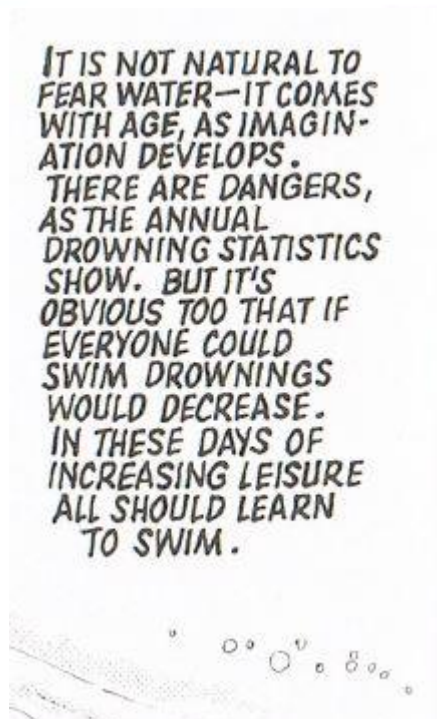 IT IS NOT NATURAL TO
FEAR WATER—IT COMES
WITH AGE, AS IMAGIN-
ATION DEVELOPS.
THERE ARE DANGERS,
AS THE ANNUAL
DROWNING STATISTICS
SHOW. BUT IT'S
OBVIOUS TOO THAT IF
EVERYONE COULD
SWIM DROWNINGS
WOULD DECREASE.
IN THESE DAYS OF
INCREASING LEISURE
ALL SHOULD LEARN
TO SWIM.